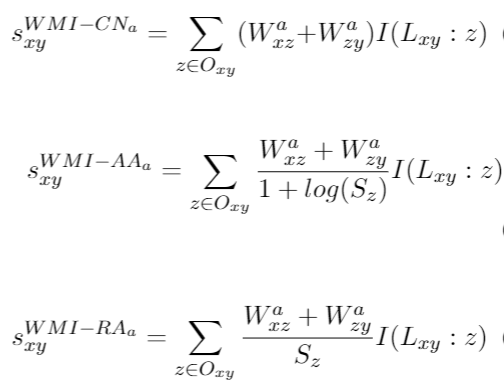 s_{xy}^{WMI-CN_a} = \sum_{z \in O_{xy}} (W_{xz}^a + W_{zy}^a) I(L_{xy} : z) (
s_{xy}^{WMI-AA_a} = \sum_{z \in O_{xy}} \frac{W_{xz}^a + W_{zy}^a}{1 + log(S_z)} I(L_{xy} : z)
(
s_{xy}^{WMI-RA_a} = \sum_{z \in O_{xy}} \frac{W_{xz}^a + W_{zy}^a}{S_z} I(L_{xy} : z) (